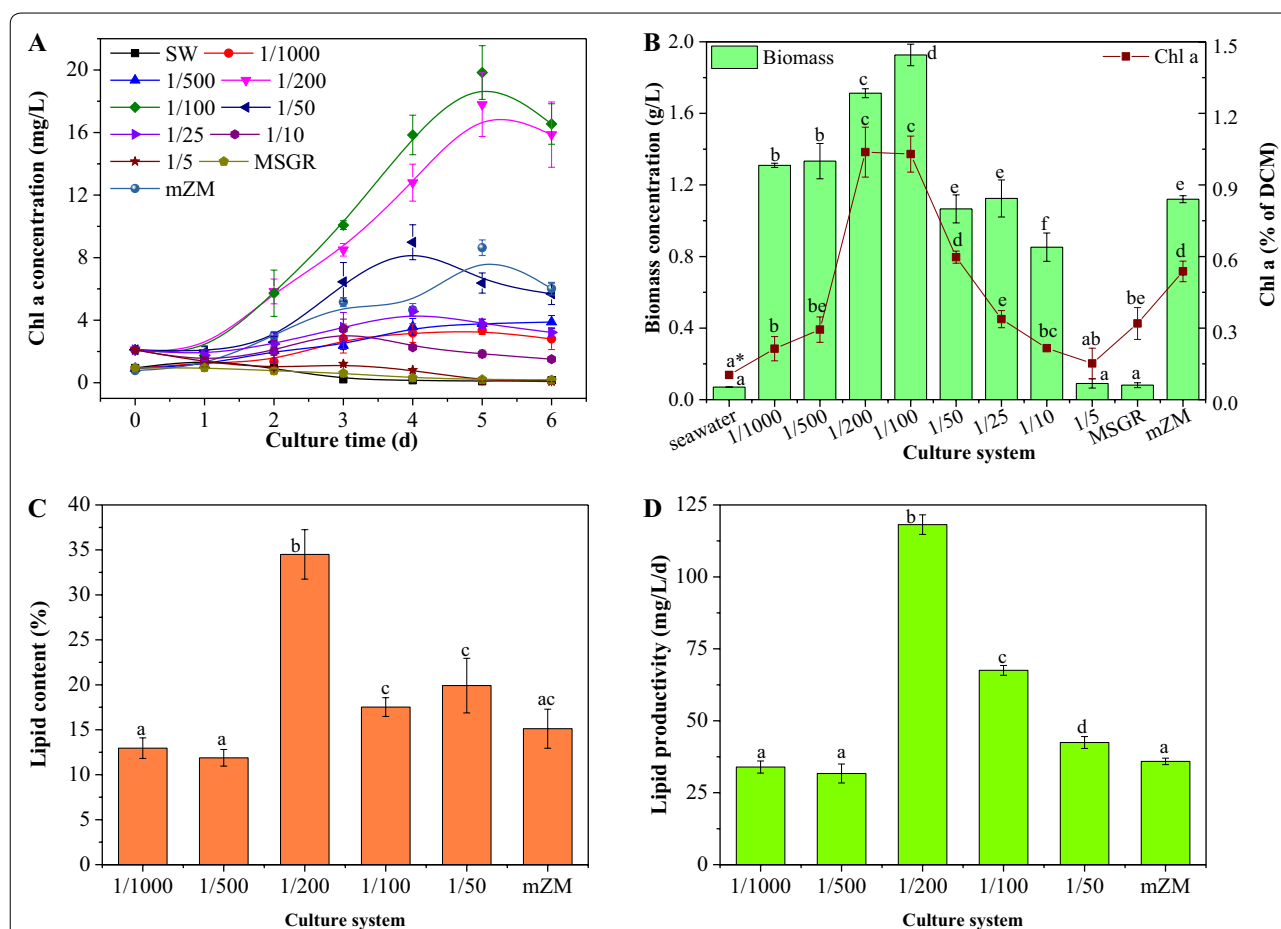 A
SW 1/1000
1/500 1/200
1/100 1/50
1/25 1/10
1/5 MSGR
mZM
Chl a concentration (mg/L)
20
16
12
8
4
0
0 1 2 3 4 5 6
Culture time (d)
B
Biomass Chl a
Biomass concentration (g/L)
2.0
1.6
1.2
0.8
0.4
0.0
Chl a (% of DCM)
1.5
1.2
0.9
0.6
0.3
0.0
a* b be c c d e bc ab be d
a b b c d e e f a a e
seawater 1/1000 1/500 1/200 1/100 1/50 1/25 1/10 1/5 MSGR mZM
Culture system
C
Lipid content (%)
40
35
30
25
20
15
10
5
0
a a b c c ac
1/1000 1/500 1/200 1/100 1/50 mZM
Culture system
D
Lipid productivity (mg/L/d)
125
100
75
50
25
0
a a b c d a
1/1000 1/500 1/200 1/100 1/50 mZM
Culture system